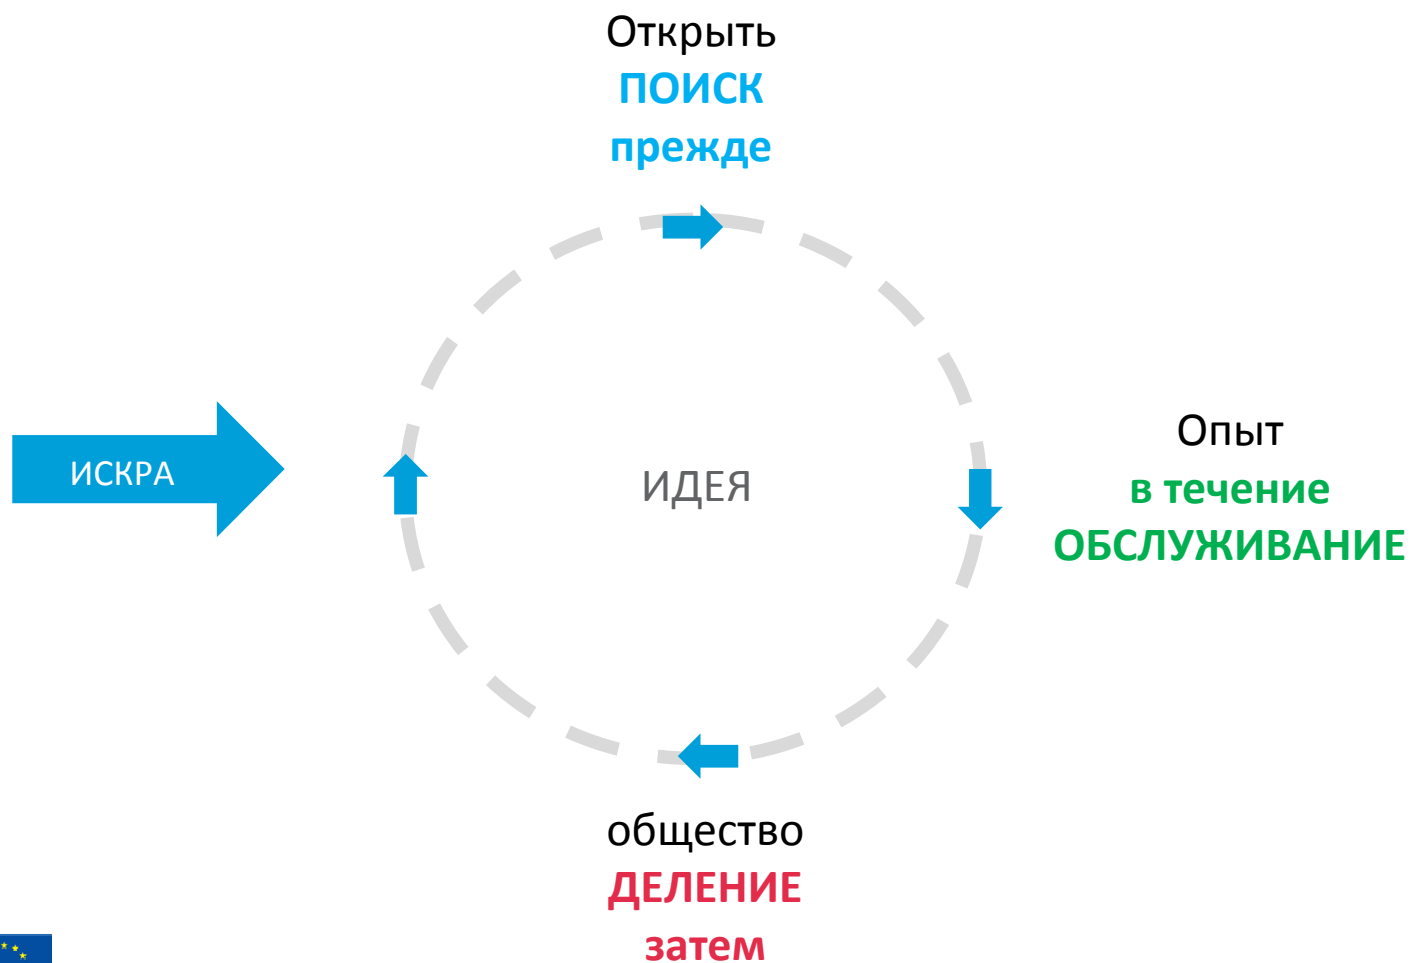 Открыть
ПОИСК
прежде
ИСКРА
ИДЕЯ
Опыт
в течение
ОБСЛУЖИВАНИЕ
общество
ДЕЛЕНИЕ
затем